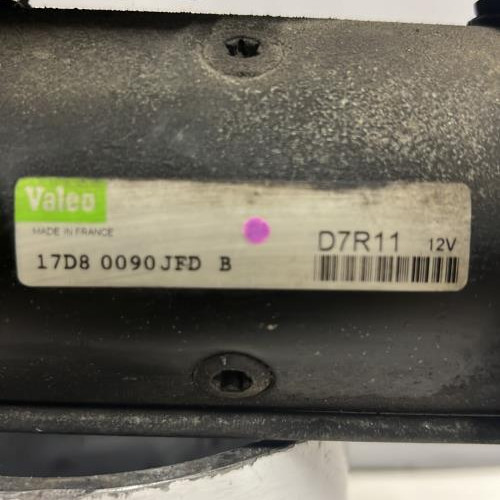 Valeo
MADE IN FRANCE
D7R11 12V
17D8 0090JFD B